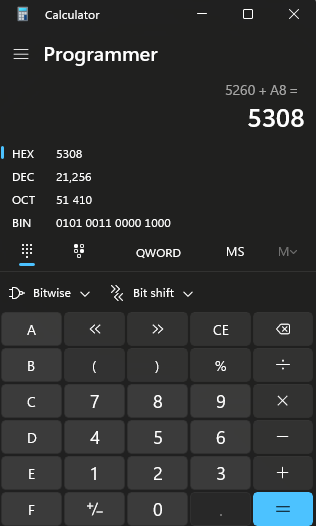 Calculator
Programmer
5260 + A8 =
5308
HEX 5308
DEC 21,256
OCT 51 410
BIN 0101 0011 0000 1000
QWORD MS M
Bitwise Bit shift
A « » CE
B ( ) % ÷
C 7 8 9 ×
D 4 5 6 −
E 1 2 3 +
F +/− 0 . =